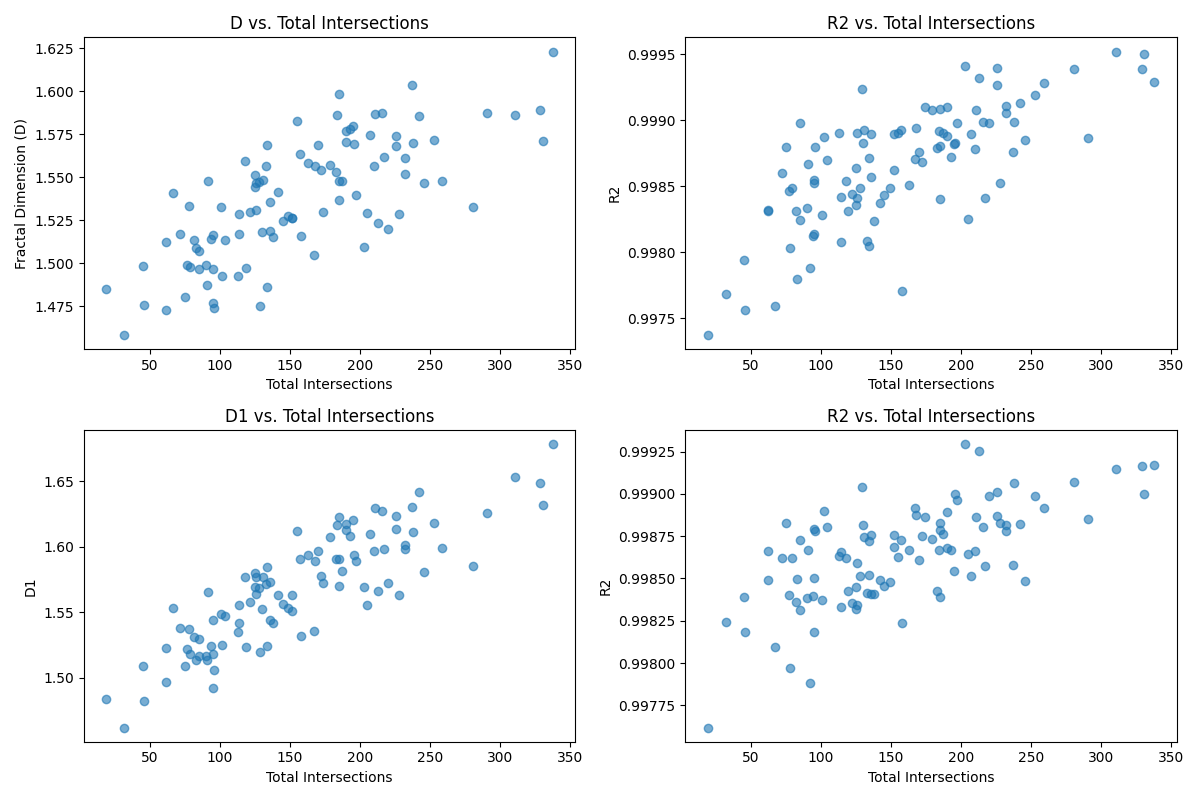 D vs. Total Intersections
Fractal Dimension (D)
1.625
1.600
1.575
1.550
1.525
1.500
1.475
50 100 150 200 250 300 350
Total Intersections
R2 vs. Total Intersections
R2
0.9995
0.9990
0.9985
0.9980
0.9975
50 100 150 200 250 300 350
Total Intersections
D1 vs. Total Intersections
D1
1.65
1.60
1.55
1.50
50 100 150 200 250 300 350
Total Intersections
R2 vs. Total Intersections
R2
0.99925
0.99900
0.99875
0.99850
0.99825
0.99800
0.99775
50 100 150 200 250 300 350
Total Intersections